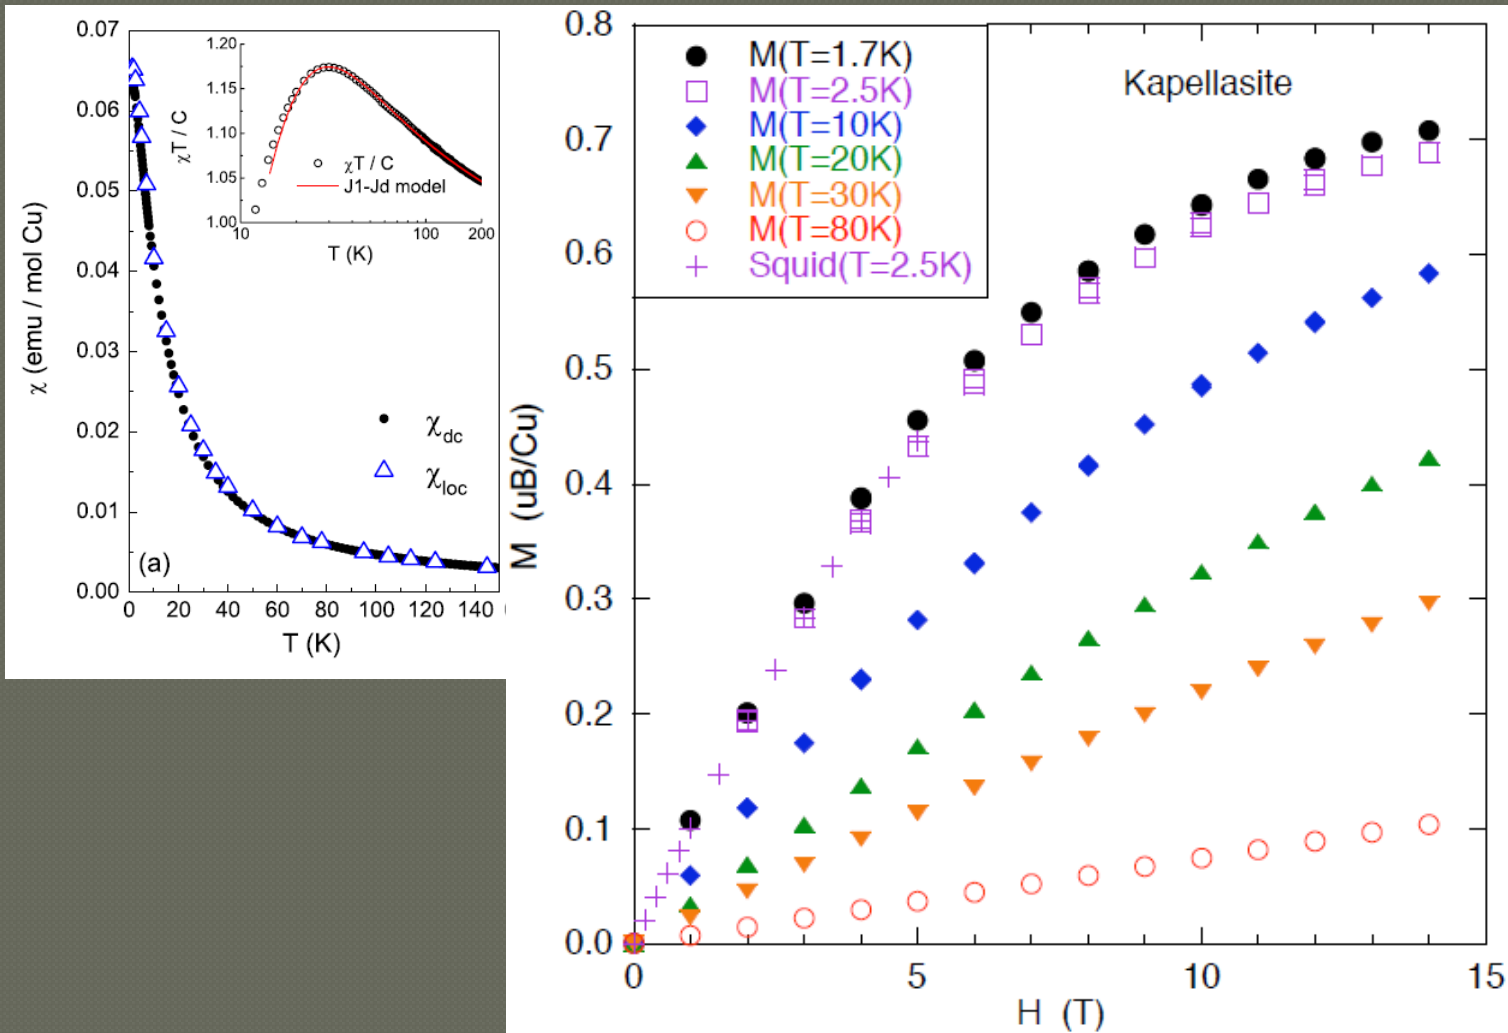 0.07
0.06
0.05
0.04
0.03
0.02
0.01
0.00
χ (emu / mol Cu)
0 20 40 60 80 100 120 140
T (K)
(a)
χdc
χloc
1.20
1.15
1.10
1.05
1.00
χT / C
χT / C
J1-Jd model
10 100 200
T (K)
0.8
0.7
0.6
0.5
0.4
0.3
0.2
0.1
0.0
M (uB/Cu)
M(T=1.7K)
M(T=2.5K)
M(T=10K)
M(T=20K)
M(T=30K)
M(T=80K)
Squid(T=2.5K)
Kapellasite
0 5 10 15
H (T)